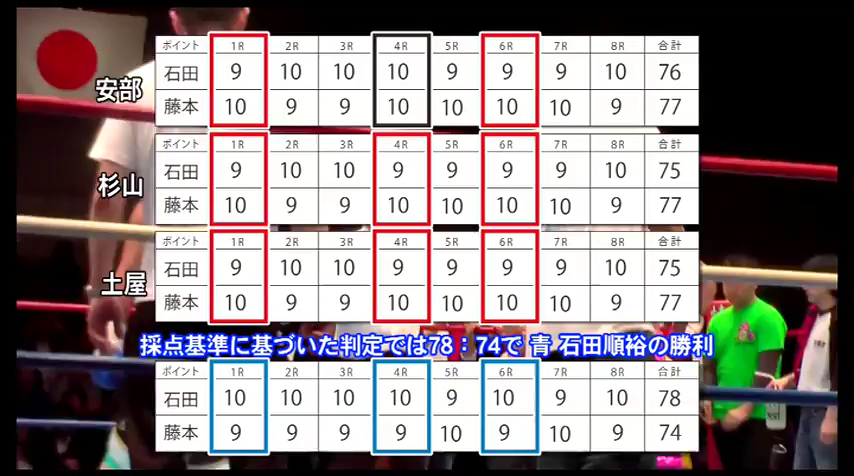 安部
ポイント 1R 2R 3R 4R 5R 6R 7R 8R 合計
石田 9 10 10 10 9 9 9 10 76
藤本 10 9 9 10 10 10 10 9 77
杉山
ポイント 1R 2R 3R 4R 5R 6R 7R 8R 合計
石田 9 10 10 9 9 9 9 10 75
藤本 10 9 9 10 10 10 10 9 77
土屋
ポイント 1R 2R 3R 4R 5R 6R 7R 8R 合計
石田 9 10 10 9 9 9 9 10 75
藤本 10 9 9 10 10 10 10 9 77
採点基準に基づいた判定では78：74で 青 石田順裕の勝利
ポイント 1R 2R 3R 4R 5R 6R 7R 8R 合計
石田 10 10 10 10 9 10 9 10 78
藤本 9 9 9 9 10 9 10 9 74